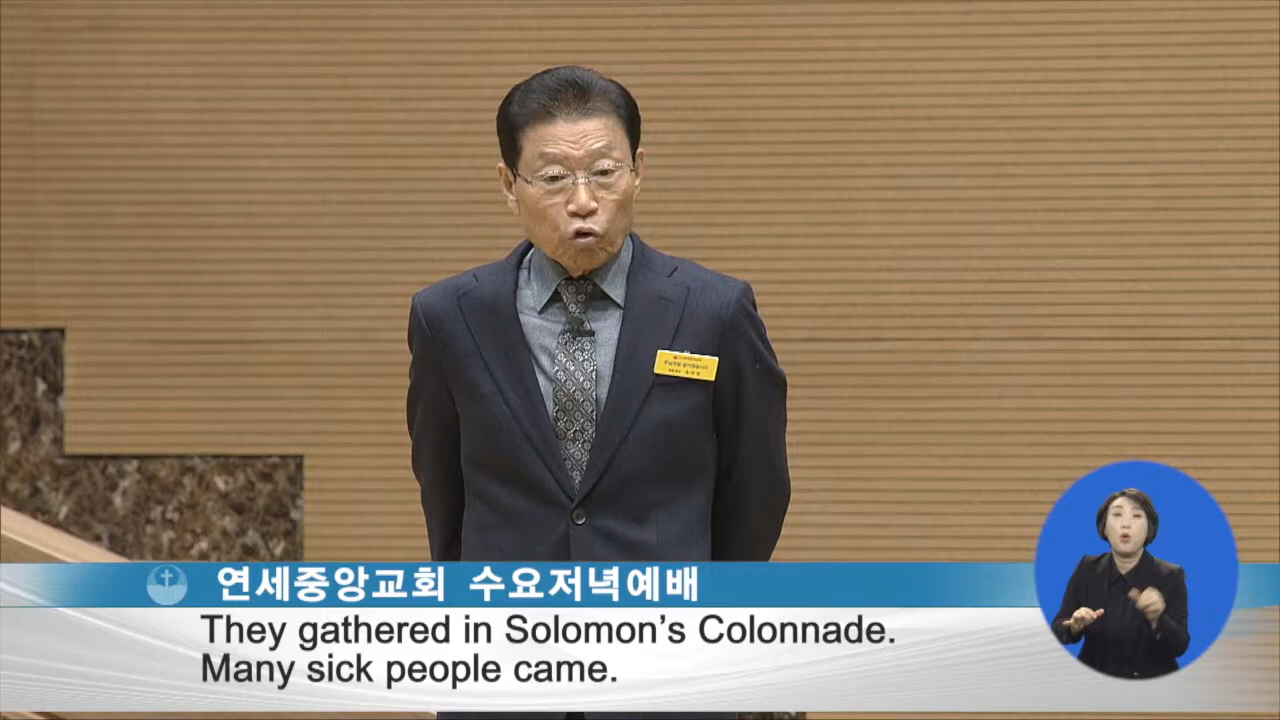 연세중앙교회 수요저녁예배
They gathered in Solomon's Colonnade.
Many sick people came.